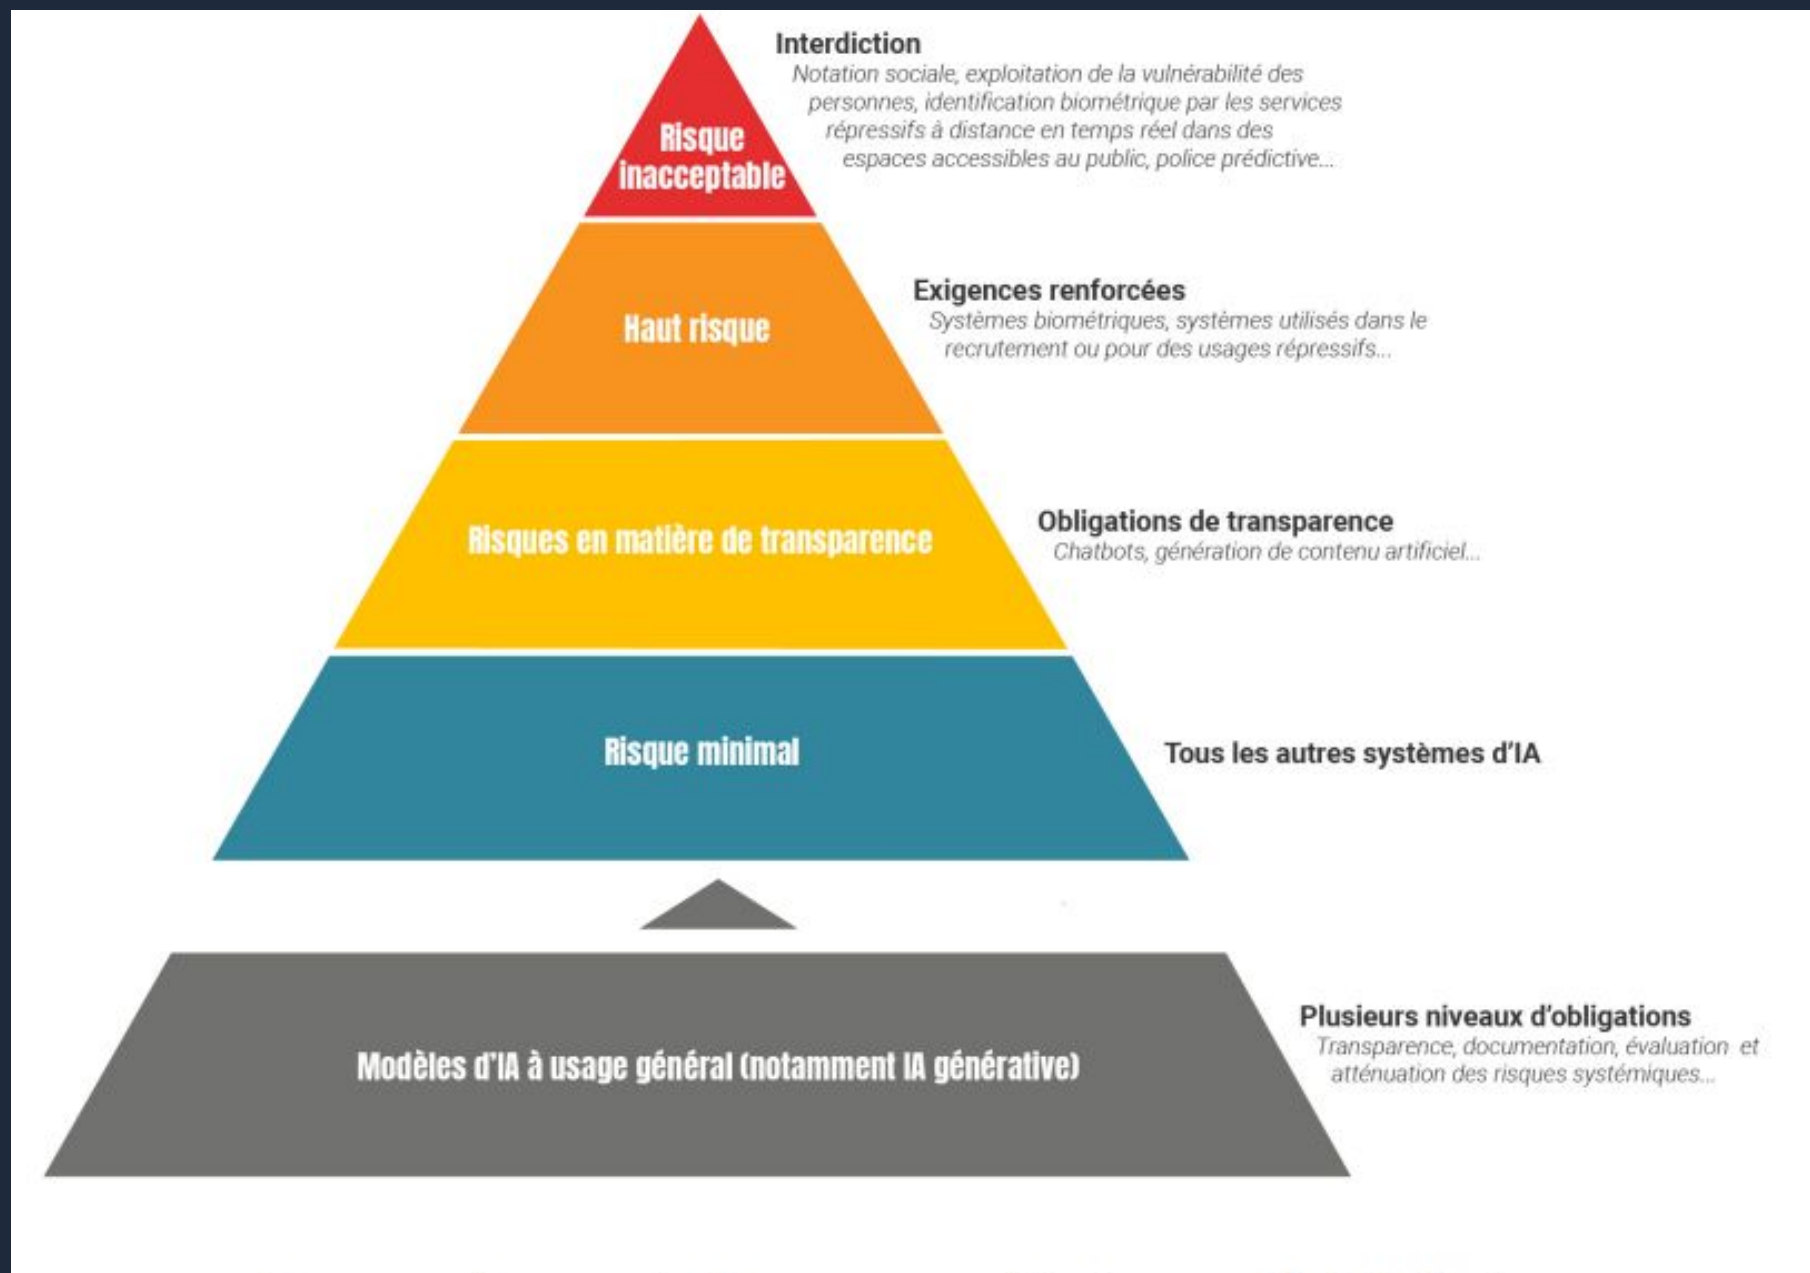 Interdiction
Notation sociale, exploitation de la vulnérabilité des
personnes, identification biométrique par les services
répressifs à distance en temps réel dans des
espaces accessibles au public, police prédictive...
Risque
inacceptable
Haut risque
Exigences renforcées
Systèmes biométriques, systèmes utilisés dans le
recrutement ou pour des usages répressifs...
Risques en matière de transparence
Obligations de transparence
Chatbots, génération de contenu artificiel...
Risque minimal
Tous les autres systèmes d'IA
Modèles d'IA à usage général (notamment IA générative)
Plusieurs niveaux d'obligations
Transparence, documentation, évaluation et
atténuation des risques systémiques...